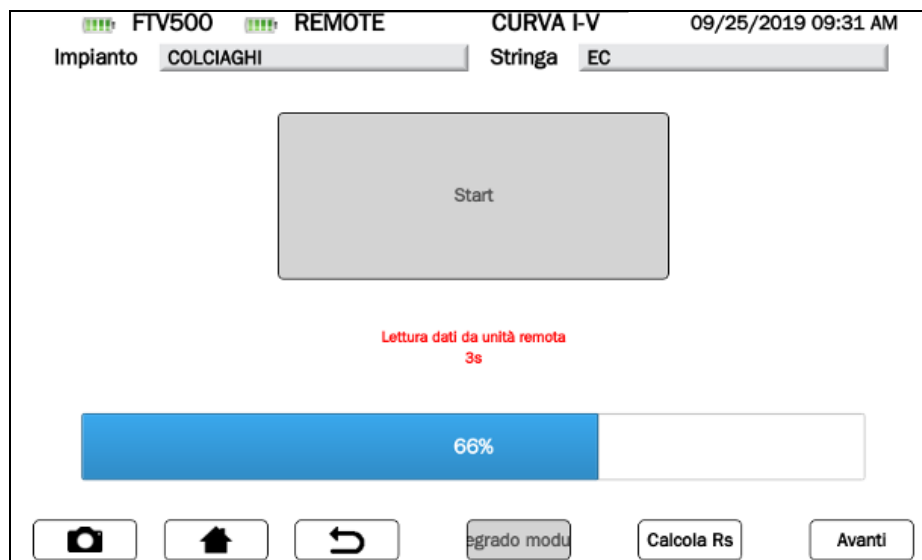 FTV500 REMOTE CURVA I-V 09/25/2019 09:31 AM
Impianto COLCIAGHI Stringa EC
Start
Lettura dati da unità remota
3s
66%
egrado modu Calcola Rs Avanti